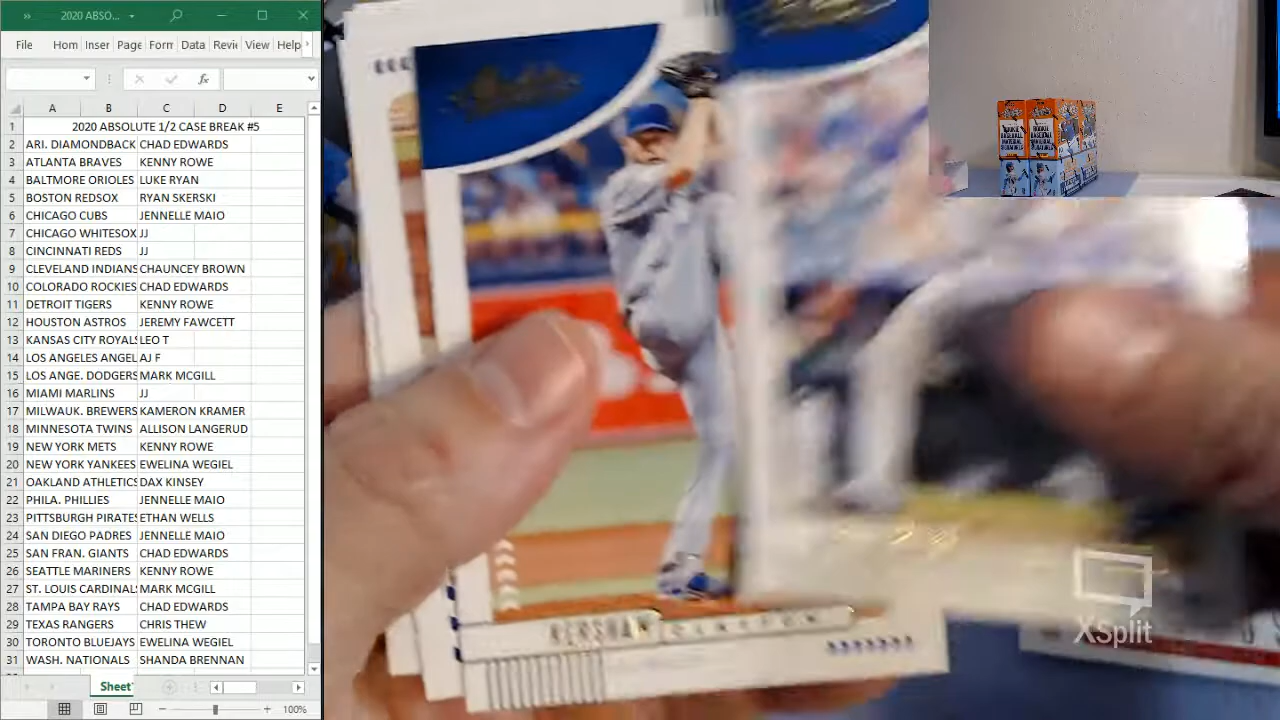 2020 ABSO...
File Hom Inser Page Form Data Revi View Help
fx
A B C D E
1 2020 ABSOLUTE 1/2 CASE BREAK #5
2 ARI. DIAMONDBACK CHAD EDWARDS
3 ATLANTA BRAVES KENNY ROWE
4 BALTMORE ORIOLES LUKE RYAN
5 BOSTON REDSOX RYAN SKERSKI
6 CHICAGO CUBS JENNELLE MAIO
7 CHICAGO WHITESOX JJ
8 CINCINNATI REDS JJ
9 CLEVELAND INDIANS CHAUNCEY BROWN
10 COLORADO ROCKIES CHAD EDWARDS
11 DETROIT TIGERS KENNY ROWE
12 HOUSTON ASTROS JEREMY FAWCETT
13 KANSAS CITY ROYALS LEO T
14 LOS ANGELES ANGEL AJ F
15 LOS ANGE. DODGERS MARK MCGILL
16 MIAMI MARLINS JJ
17 MILWAUK. BREWERS KAMERON KRAMER
18 MINNESOTA TWINS ALLISON LANGERUD
19 NEW YORK METS KENNY ROWE
20 NEW YORK YANKEES EWELINA WEGIEL
21 OAKLAND ATHLETICS DAX KINSEY
22 PHILA. PHILLIES JENNELLE MAIO
23 PITTSBURGH PIRATES ETHAN WELLS
24 SAN DIEGO PADRES JENNELLE MAIO
25 SAN FRAN. GIANTS CHAD EDWARDS
26 SEATTLE MARINERS KENNY ROWE
27 ST. LOUIS CARDINALS MARK MCGILL
28 TAMPA BAY RAYS CHAD EDWARDS
29 TEXAS RANGERS CHRIS THEW
30 TORONTO BLUEJAYS EWELINA WEGIEL
31 WASH. NATIONALS SHANDA BRENNAN
Sheet
100%
KERSHAW CLAYTON
XSplit